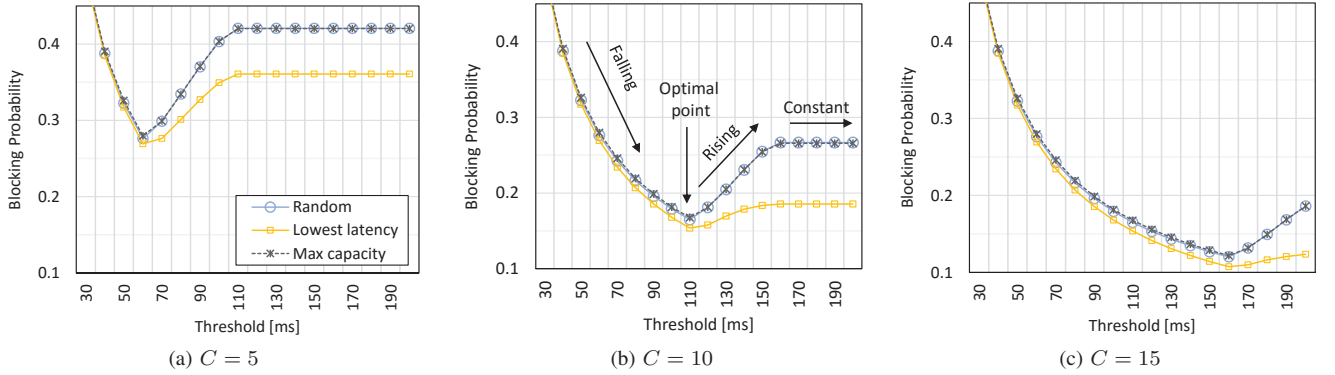 Blocking Probability
0.4
0.3
0.2
0.1
Random
Lowest latency
Max capacity
30
50
70
90
110
130
150
170
190
Threshold [ms]
(a) C = 5
Blocking Probability
0.4
0.3
0.2
0.1
Falling
Optimal
point
Rising
Constant
30
50
70
90
110
130
150
170
190
Threshold [ms]
(b) C = 10
Blocking Probability
0.4
0.3
0.2
0.1
30
50
70
90
110
130
150
170
190
Threshold [ms]
(c) C = 15